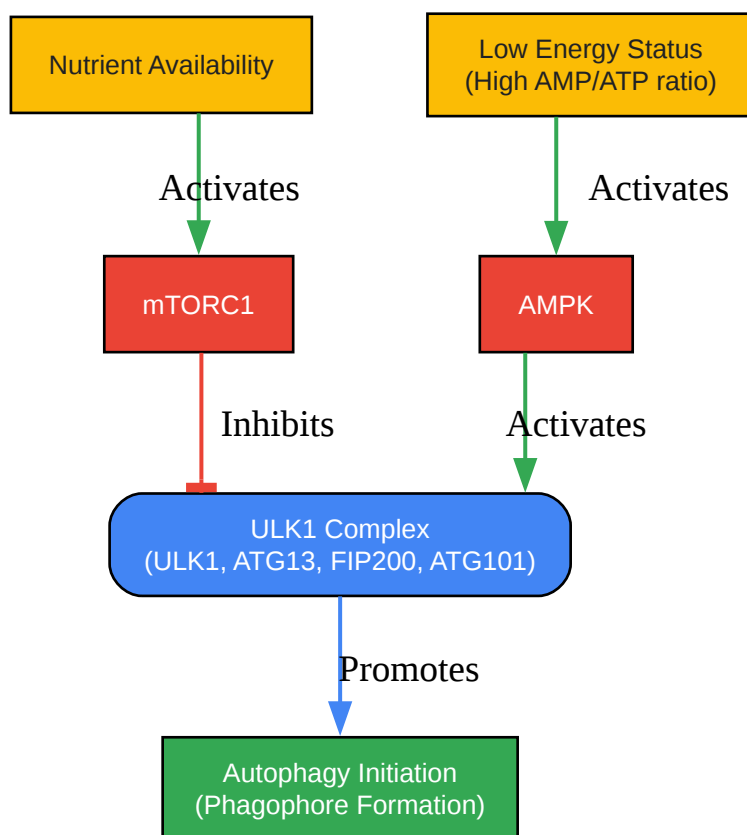 Nutrient Availability
Low Energy Status
(High AMP/ATP ratio)
Activates
Activates
mTORC1
AMPK
Inhibits
Activates
ULK1 Complex
(ULK1, ATG13, FIP200, ATG101)
Promotes
Autophagy Initiation
(Phagophore Formation)